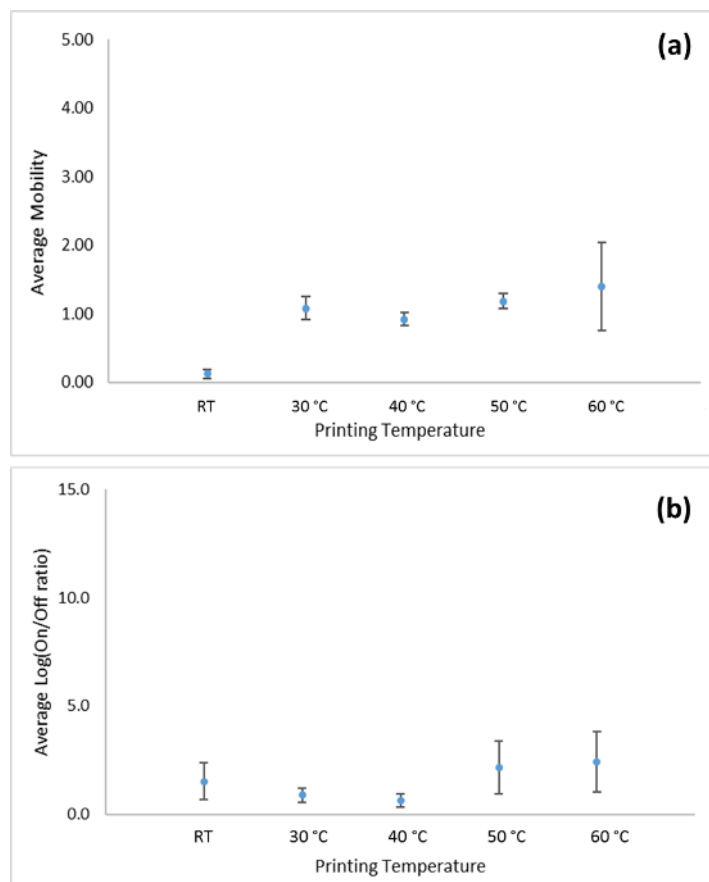 (a)
5.00
4.00
3.00
2.00
1.00
0.00
Average Mobility
RT 30 °C 40 °C 50 °C 60 °C
Printing Temperature
(b)
15.0
10.0
5.0
0.0
Average Log(On/Off ratio)
RT 30 °C 40 °C 50 °C 60 °C
Printing Temperature